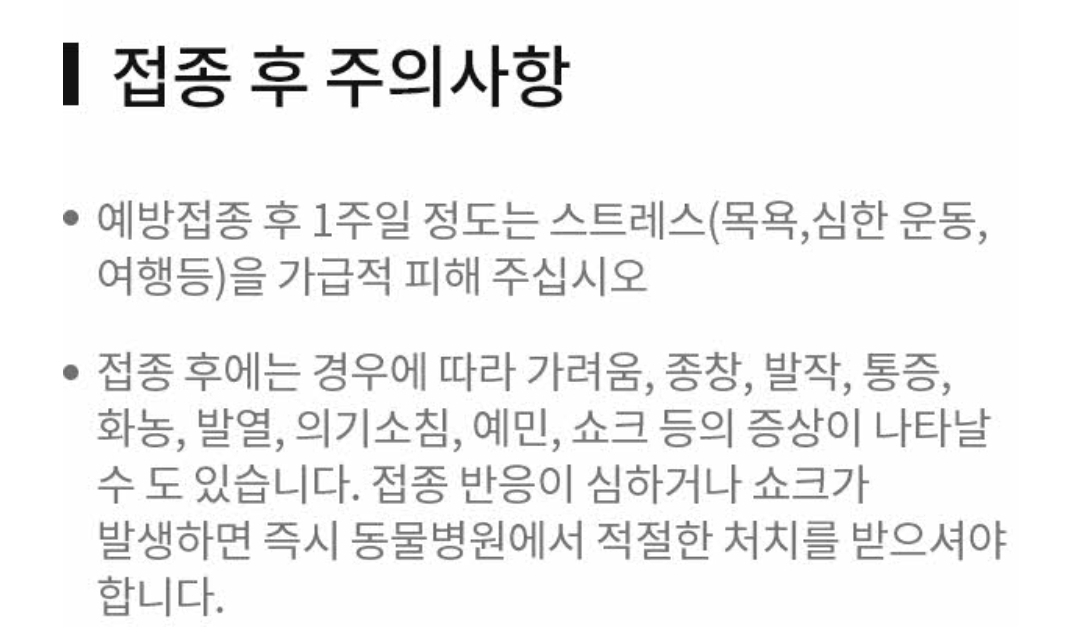 접종 후 주의사항
예방접종 후 1주일 정도는 스트레스(목욕,심한 운동,
여행등)을 가급적 피해 주십시오
접종 후에는 경우에 따라 가려움, 종창, 발작, 통증,
화농, 발열, 의기소침, 예민, 쇼크 등의 증상이 나타날
수 도 있습니다. 접종 반응이 심하거나 쇼크가
발생하면 즉시 동물병원에서 적절한 처치를 받으셔야
합니다.